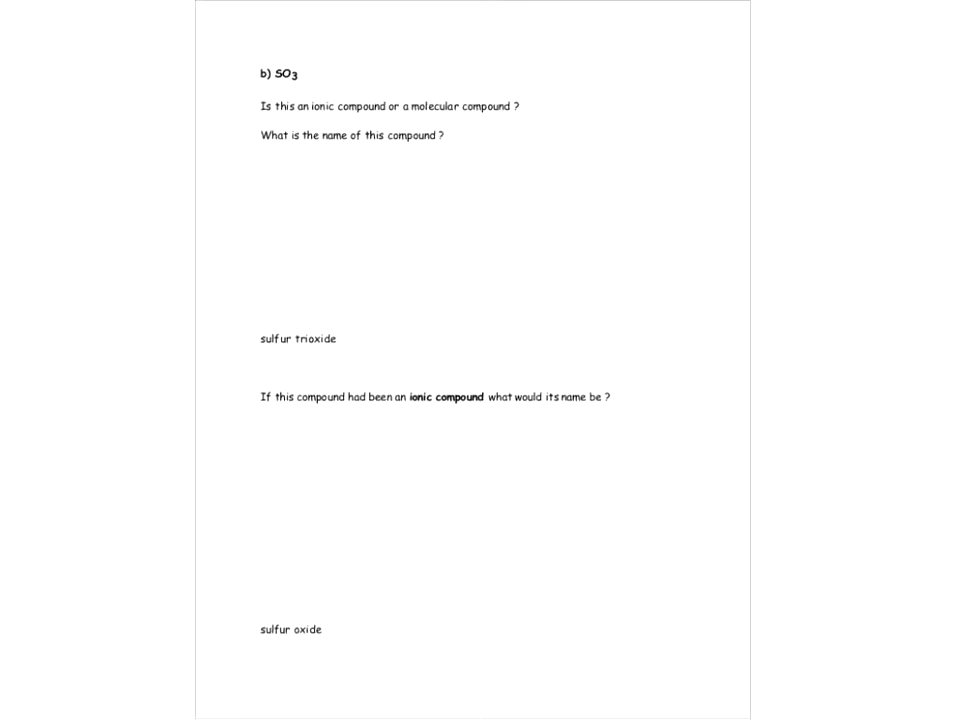 b) SO3
Is this an ionic compound or a molecular compound ?
What is the name of this compound ?
sulfur trioxide
If this compound had been an ionic compound what would its name be ?
sulfur oxide